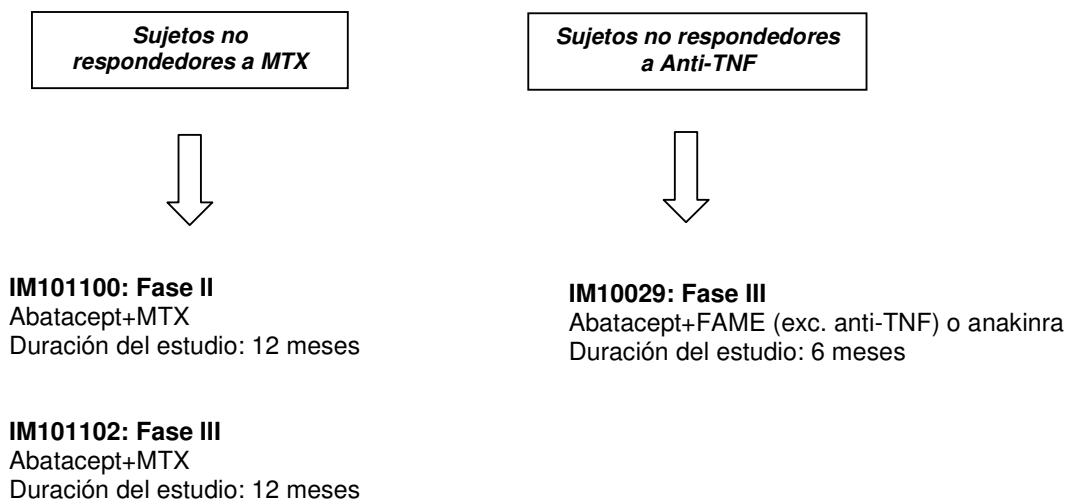 Sujetos no
respondedores a MTX
Sujetos no respondedores
a Anti-TNF
IM101100: Fase II
Abatacept+MTX
Duración del estudio: 12 meses
IM10029: Fase III
Abatacept+FAME (exc. anti-TNF) o anakinra
Duración del estudio: 6 meses
IM101102: Fase III
Abatacept+MTX
Duración del estudio: 12 meses